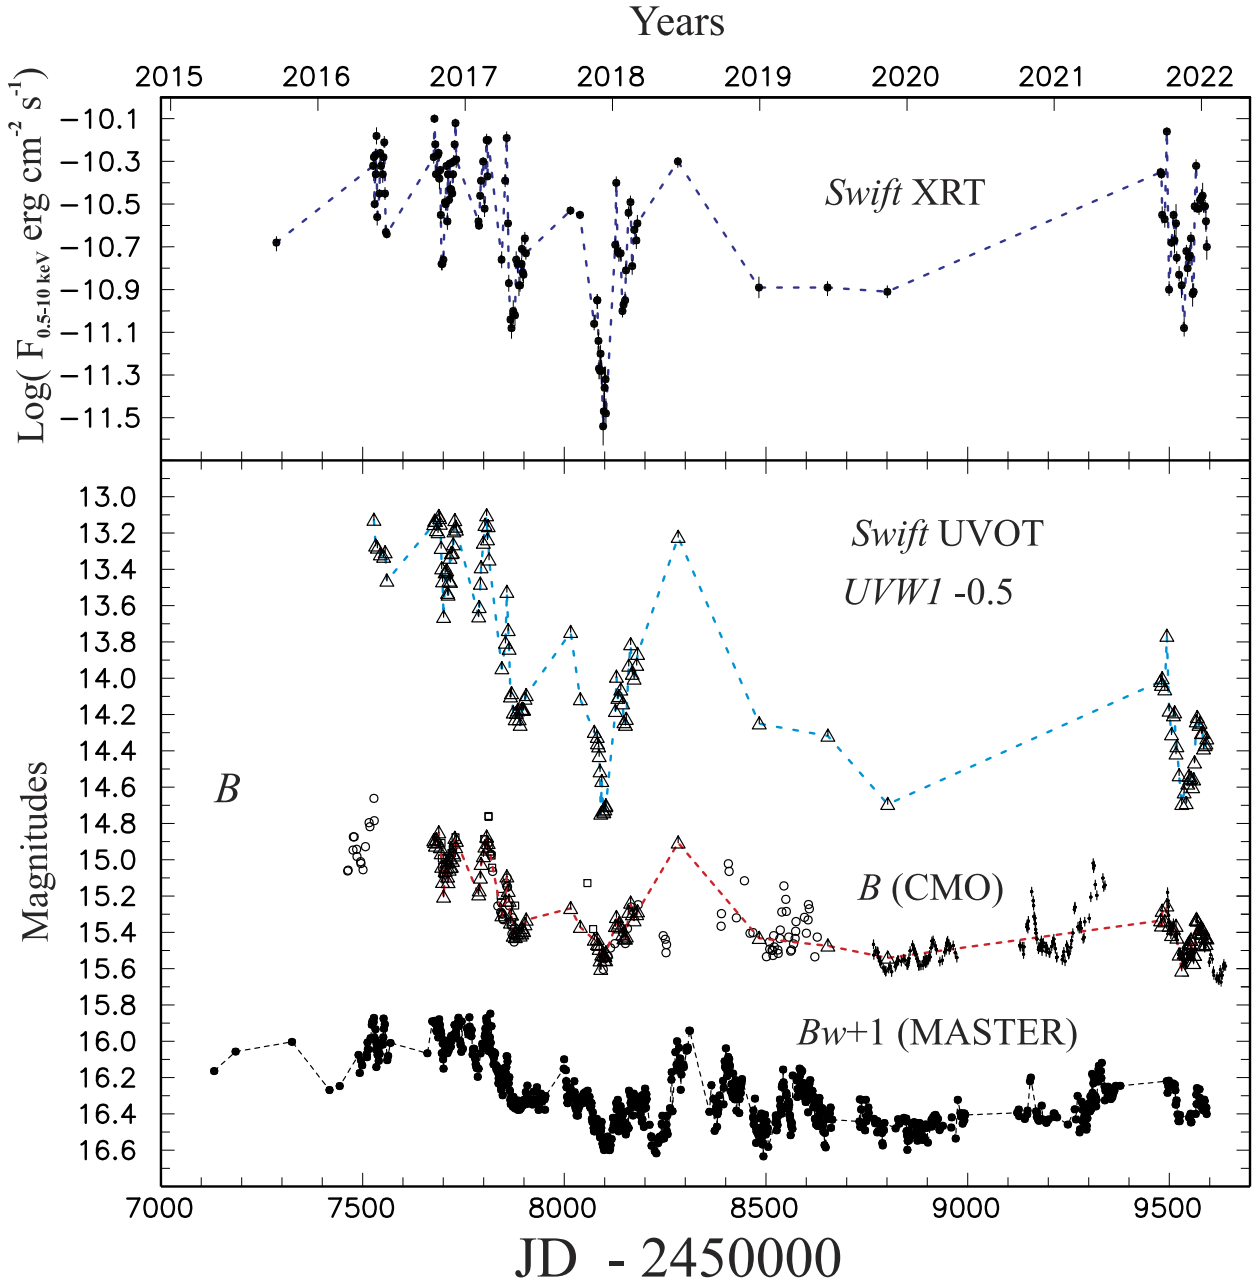 Years
2015 2016 2017 2018 2019 2020 2021 2022
Log( F0.5-10 keV erg cm-2 s-1)
−10.1
−10.3
−10.5
−10.7
−10.9
−11.1
−11.3
−11.5
Swift XRT
Magnitudes
13.0
13.2
13.4
13.6
13.8
14.0
14.2
14.4
14.6
14.8
15.0
15.2
15.4
15.6
15.8
16.0
16.2
16.4
16.6
Swift UVOT
UVW1 -0.5
B
B (CMO)
Bw+1 (MASTER)
7000 7500 8000 8500 9000 9500
JD - 2450000